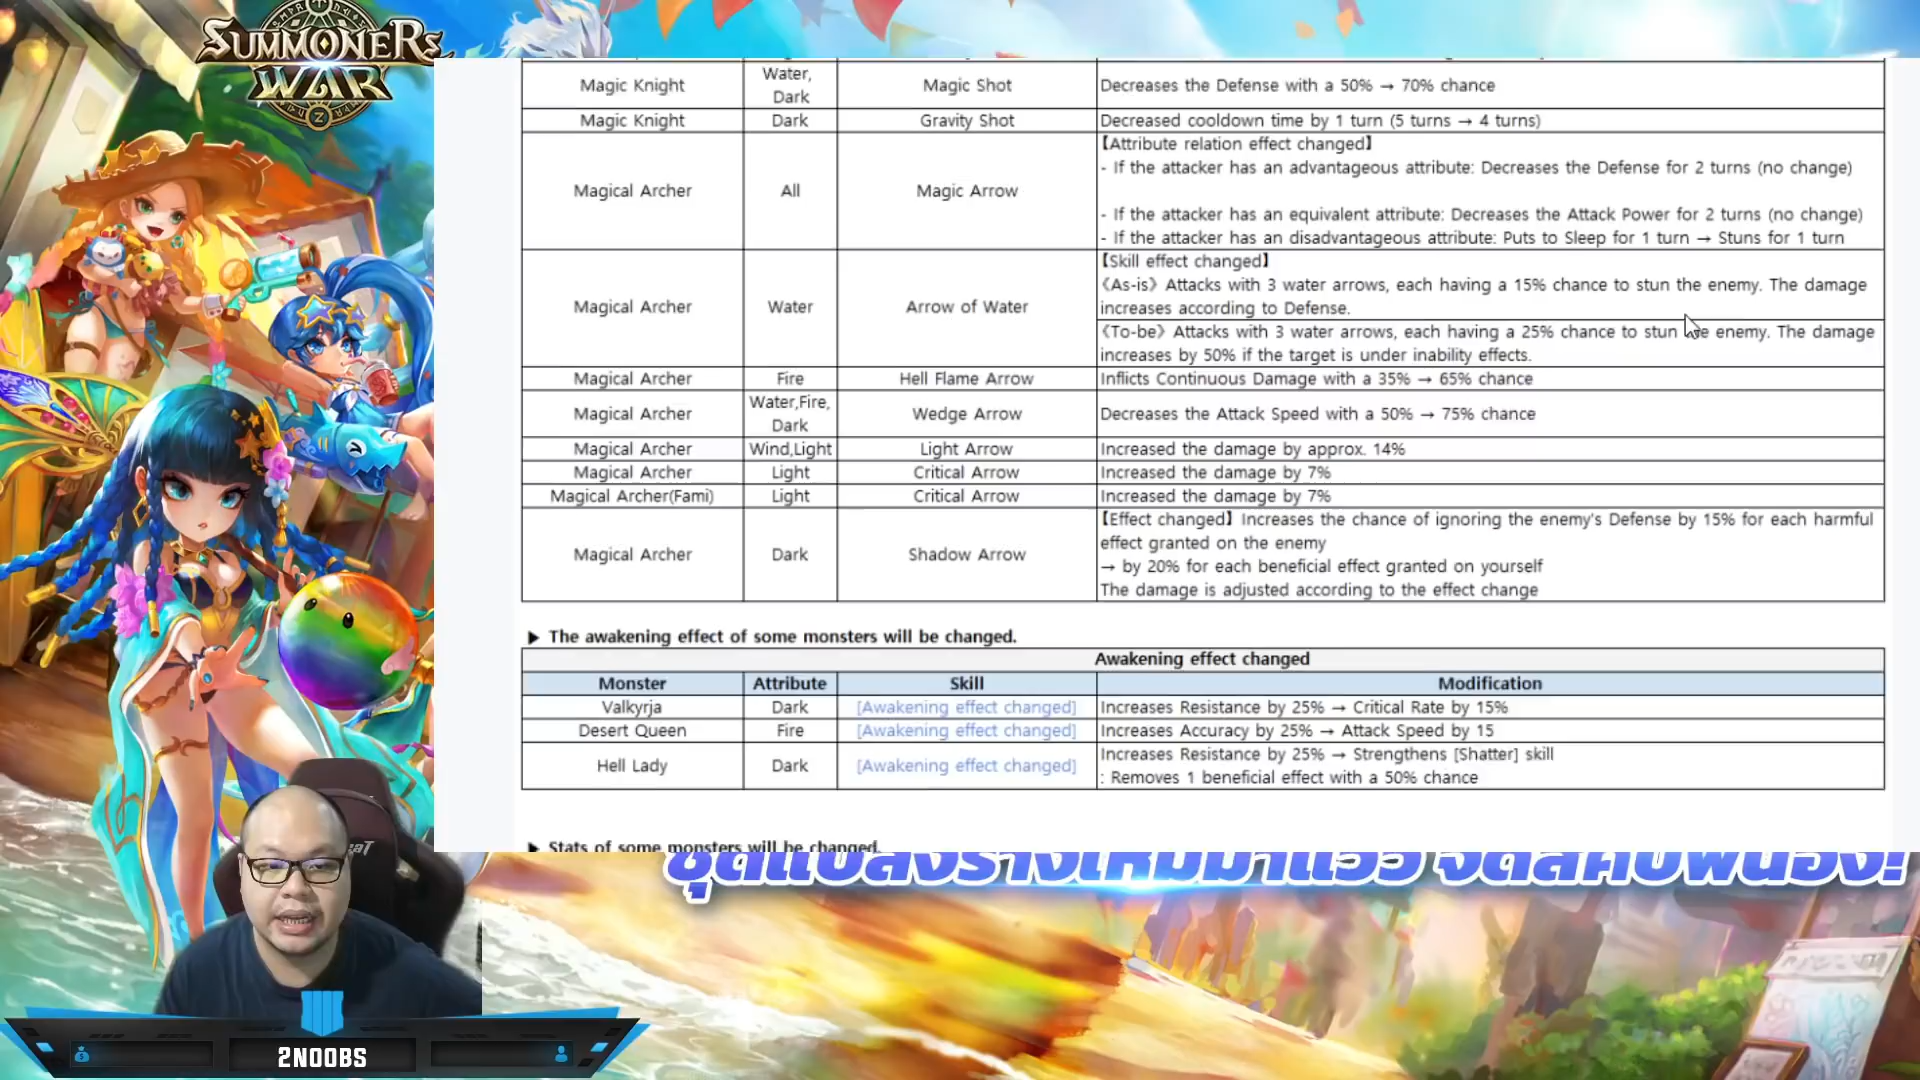 SUMMONERS
WAR
Magic Knight
Water,
Dark
Magic Shot
Decreases the Defense with a 50% → 70% chance
Magic Knight
Dark
Gravity Shot
Decreased cooldown time by 1 turn (5 turns → 4 turns)
Magical Archer
All
Magic Arrow
【Attribute relation effect changed】
- If the attacker has an advantageous attribute: Decreases the Defense for 2 turns (no change)
- If the attacker has an equivalent attribute: Decreases the Attack Power for 2 turns (no change)
- If the attacker has an disadvantageous attribute: Puts to Sleep for 1 turn → Stuns for 1 turn
Magical Archer
Water
Arrow of Water
【Skill effect changed】
《As-is》 Attacks with 3 water arrows, each having a 15% chance to stun the enemy. The damage
increases according to Defense.
《To-be》 Attacks with 3 water arrows, each having a 25% chance to stun the enemy. The damage
increases by 50% if the target is under inability effects.
Magical Archer
Fire
Hell Flame Arrow
Inflicts Continuous Damage with a 35% → 65% chance
Magical Archer
Water,Fire,
Dark
Wedge Arrow
Decreases the Attack Speed with a 50% → 75% chance
Magical Archer
Wind,Light
Light Arrow
Increased the damage by approx. 14%
Magical Archer
Light
Critical Arrow
Increased the damage by 7%
Magical Archer(Fami)
Light
Critical Arrow
Increased the damage by 7%
Magical Archer
Dark
Shadow Arrow
【Effect changed】 Increases the chance of ignoring the enemy's Defense by 15% for each harmful
effect granted on the enemy
→ by 20% for each beneficial effect granted on yourself
The damage is adjusted according to the effect change
▶ The awakening effect of some monsters will be changed.
Awakening effect changed
Monster
Attribute
Skill
Modification
Valkyrja
Dark
[Awakening effect changed]
Increases Resistance by 25% → Critical Rate by 15%
Desert Queen
Fire
[Awakening effect changed]
Increases Accuracy by 25% → Attack Speed by 15
Hell Lady
Dark
[Awakening effect changed]
Increases Resistance by 25% → Strengthens [Shatter] skill
: Removes 1 beneficial effect with a 50% chance
▶ Stats of some monsters will be changed.
2NOOBS